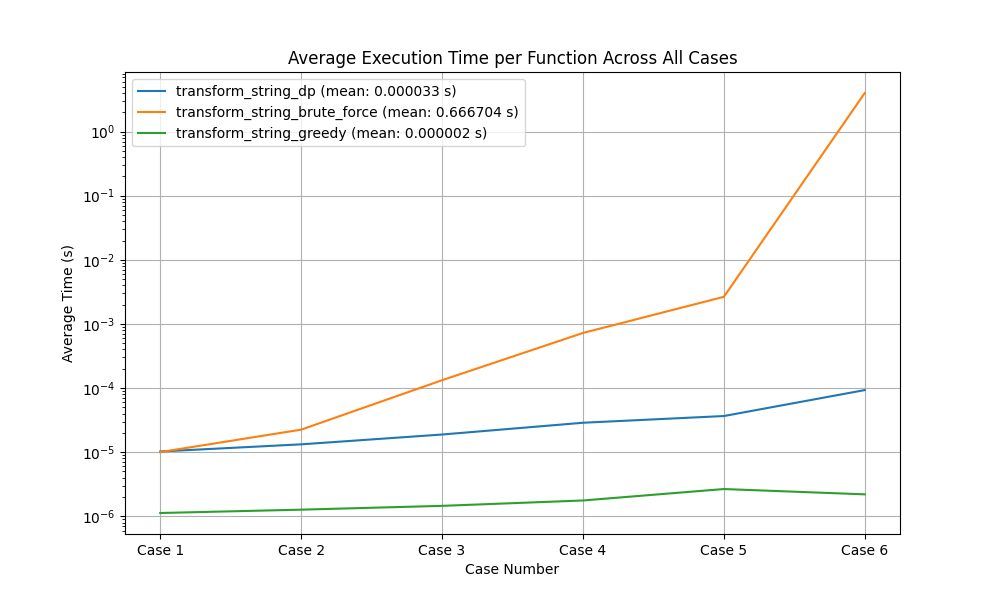 Average Execution Time per Function Across All Cases
transform_string_dp (mean: 0.000033 s)
transform_string_brute_force (mean: 0.666704 s)
transform_string_greedy (mean: 0.000002 s)
Average Time (s)
10⁰
10⁻¹
10⁻²
10⁻³
10⁻⁴
10⁻⁵
10⁻⁶
Case 1 Case 2 Case 3 Case 4 Case 5 Case 6
Case Number